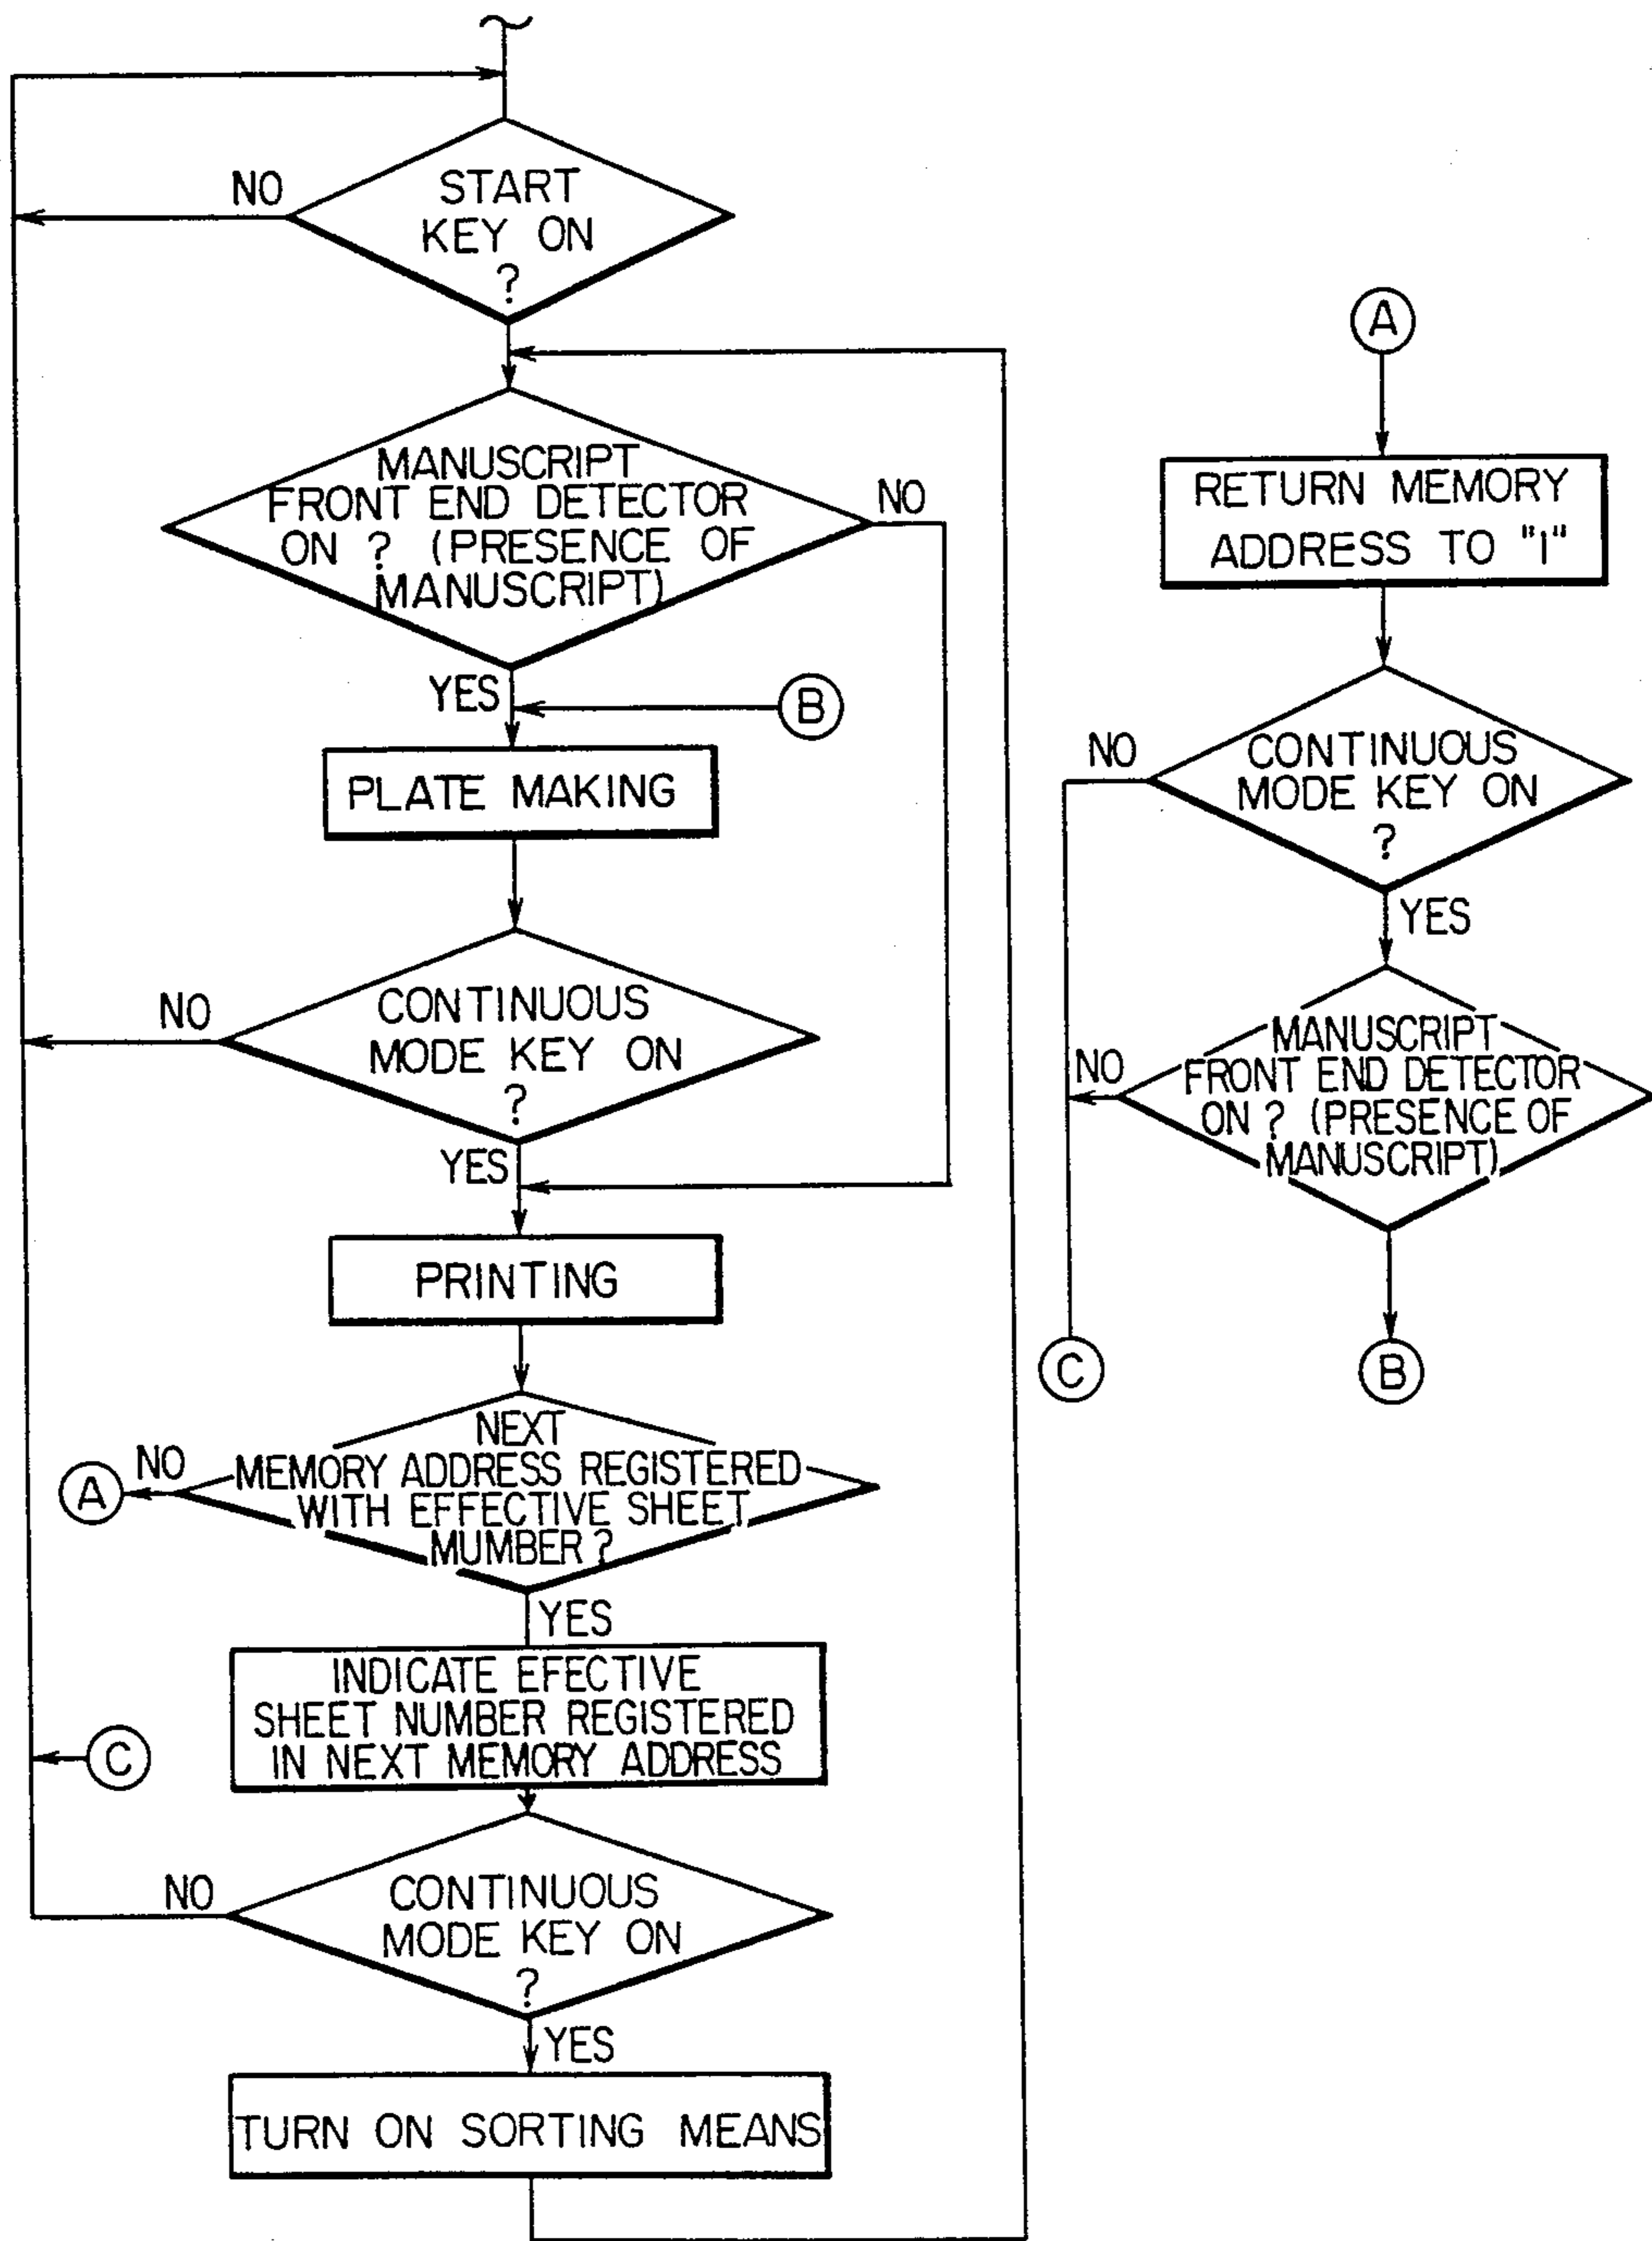 NO
START
KEY ON
?
MANUSCRIPT
FRONT END DETECTOR
ON ? (PRESENCE OF
MANUSCRIPT)
NO
YES
B
PLATE MAKING
CONTINUOUS
MODE KEY ON
?
NO
YES
PRINTING
NEXT
MEMORY ADDRESS REGISTERED
WITH EFFECTIVE SHEET
MUMBER ?
NO
A
YES
INDICATE EFECTIVE
SHEET NUMBER REGISTERED
IN NEXT MEMORY ADDRESS
C
CONTINUOUS
MODE KEY ON
?
NO
YES
TURN ON SORTING MEANS
A
RETURN MEMORY
ADDRESS TO "1"
CONTINUOUS
MODE KEY ON
?
NO
YES
MANUSCRIPT
FRONT END DETECTOR
ON ? (PRESENCE OF
MANUSCRIPT)
NO
C
B